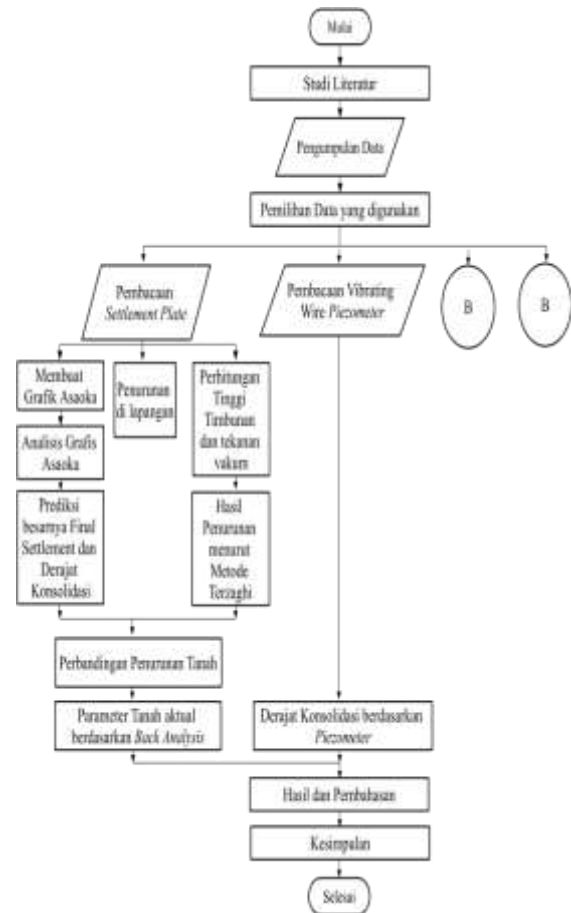 Mulai
Studi Literatur
Pengumpulan Data
Pemilihan Data yang digunakan
Pembacaan
Settlement Plate
Pembacaan Vibrating
Wire Piezometer
B
B
Membuat
Grafik Asaoka
Penurunan
di lapangan
Perhitungan
Tinggi
Timbunan
dan tekanan
vakum
Analisis Grafis
Asaoka
Prediksi
besarnya Final
Settlement dan
Derajat
Konsolidasi
Hasil
Penurunan
menurut
Metode
Terzaghi
Perbandingan Penurunan Tanah
Parameter Tanah aktual
berdasarkan Back Analysis
Derajat Konsolidasi berdasarkan
Piezometer
Hasil dan Pembahasan
Kesimpulan
Selesai